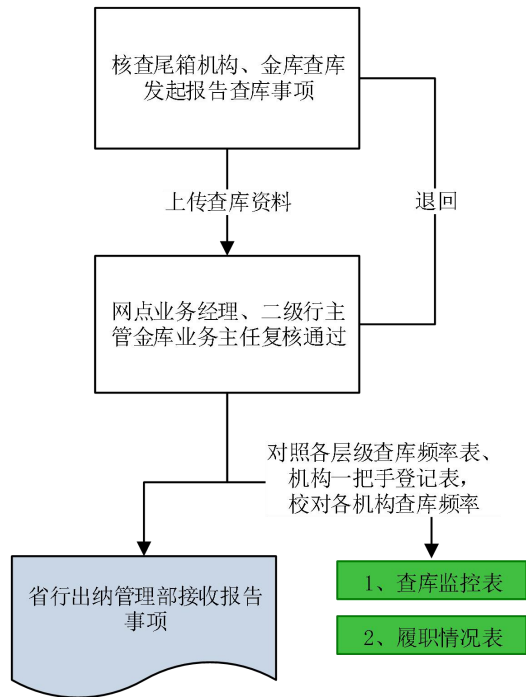 核查尾箱机构、金库查库
发起报告查库事项
上传查库资料
退回
网点业务经理、二级行主
管金库业务主任复核通过
对照各层级查库频率表、
机构一把手登记表，
校对各机构查库频率
省行出纳管理部接收报告
事项
1、查库监控表
2、履职情况表